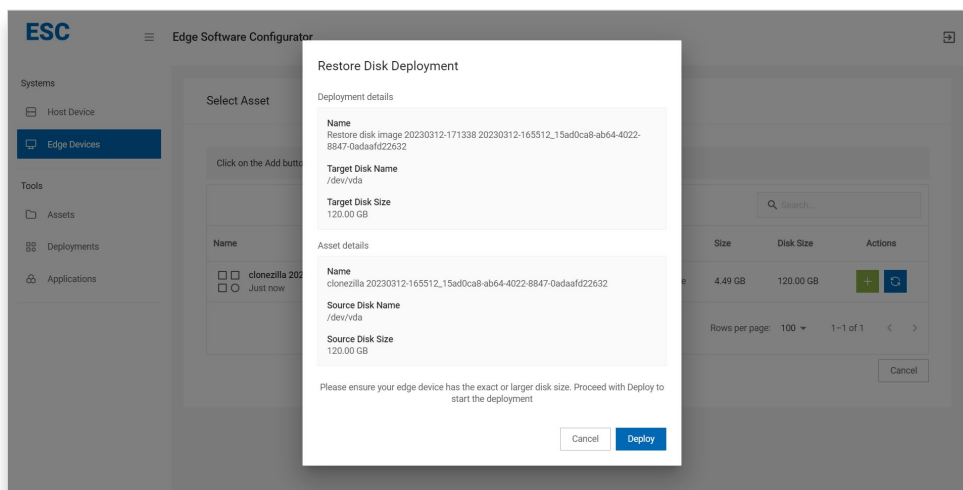 ESC
Edge Software Configurator
Systems
Host Device
Edge Devices
Tools
Assets
Deployments
Applications
Select Asset
Click on the Add butto
Search...
Name
Size
Disk Size
Actions
clonezilla 202
Just now
4.49 GB
120.00 GB
Rows per page: 100
1–1 of 1
Cancel
Restore Disk Deployment
Deployment details
Name
Restore disk image 20230312-171338 20230312-165512_15ad0ca8-ab64-4022-
8847-0adaafd22632
Target Disk Name
/dev/vda
Target Disk Size
120.00 GB
Asset details
Name
clonezilla 20230312-165512_15ad0ca8-ab64-4022-8847-0adaafd22632
Source Disk Name
/dev/vda
Source Disk Size
120.00 GB
Please ensure your edge device has the exact or larger disk size. Proceed with Deploy to
start the deployment
Cancel
Deploy